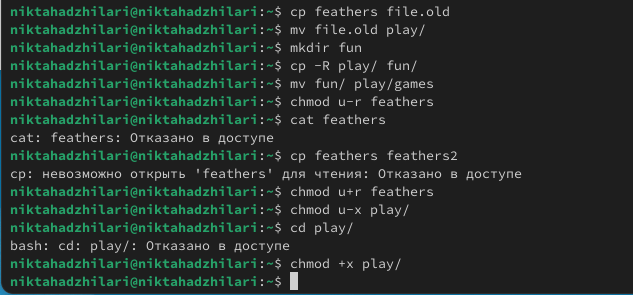 niktahadzhilari@niktahadzhilari:~$ cp feathers file.old
niktahadzhilari@niktahadzhilari:~$ mv file.old play/
niktahadzhilari@niktahadzhilari:~$ mkdir fun
niktahadzhilari@niktahadzhilari:~$ cp -R play/ fun/
niktahadzhilari@niktahadzhilari:~$ mv fun/ play/games
niktahadzhilari@niktahadzhilari:~$ chmod u-r feathers
niktahadzhilari@niktahadzhilari:~$ cat feathers
cat: feathers: Отказано в доступе
niktahadzhilari@niktahadzhilari:~$ cp feathers feathers2
cp: невозможно открыть 'feathers' для чтения: Отказано в доступе
niktahadzhilari@niktahadzhilari:~$ chmod u+r feathers
niktahadzhilari@niktahadzhilari:~$ chmod u-x play/
niktahadzhilari@niktahadzhilari:~$ cd play/
bash: cd: play/: Отказано в доступе
niktahadzhilari@niktahadzhilari:~$ chmod +x play/
niktahadzhilari@niktahadzhilari:~$